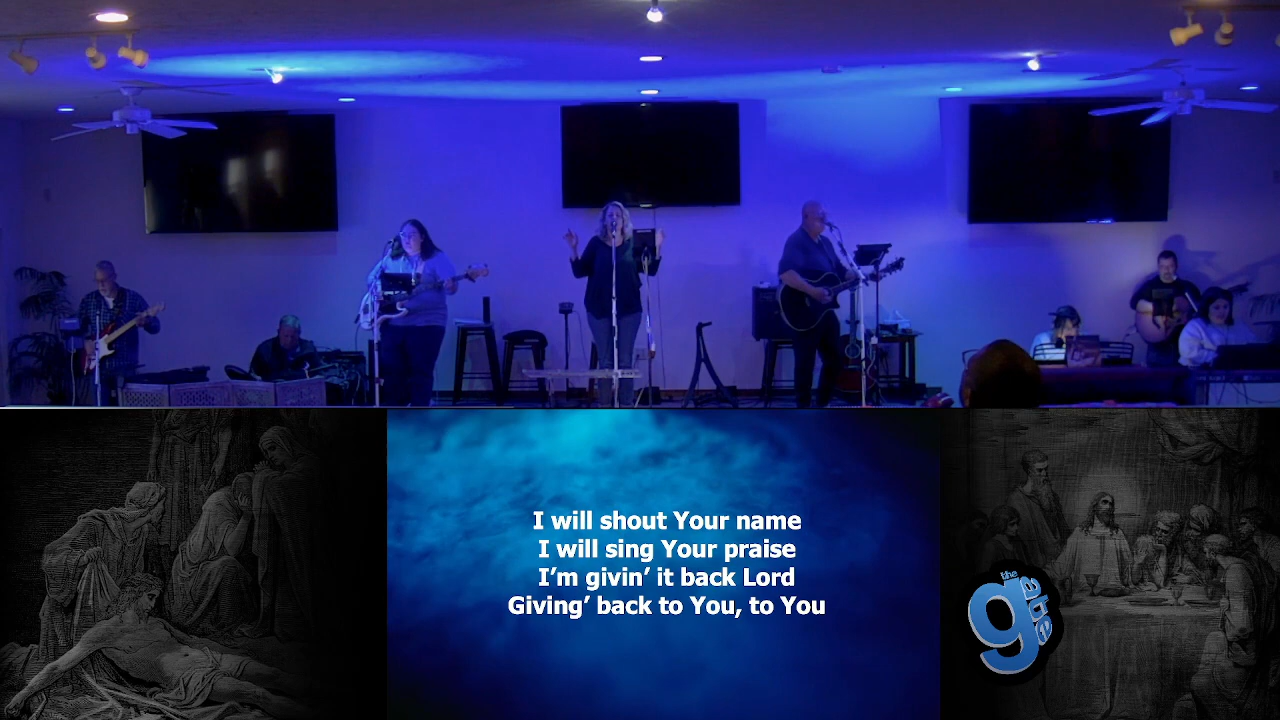 I will shout Your name
I will sing Your praise
I'm givin' it back Lord
Giving' back to You, to You
the
gate